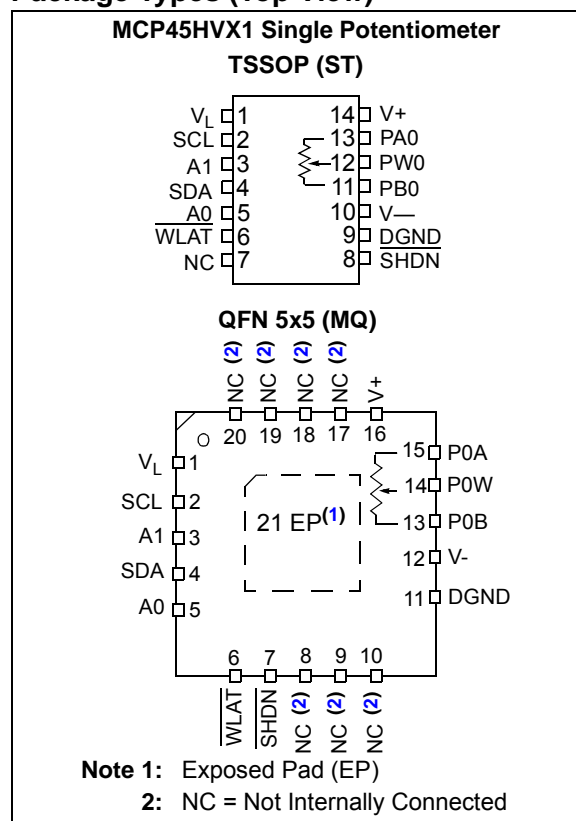 Package Types (Top View)
MCP45HVX1 Single Potentiometer
TSSOP (ST)
VL 1 14 V+
SCL 2 13 PA0
A1 3 12 PW0
SDA 4 11 PB0
A0 5 10 V—
WLAT 6 9 DGND
NC 7 8 SHDN
QFN 5x5 (MQ)
NC (2) NC (2) NC (2) NC (2) V+
20 19 18 17 16
VL 1 15 P0A
SCL 2 14 P0W
A1 3 21 EP(1) 13 P0B
SDA 4 12 V-
A0 5 11 DGND
6 7 8 9 10
WLAT SHDN NC (2) NC (2) NC (2)
Note 1: Exposed Pad (EP)
2: NC = Not Internally Connected